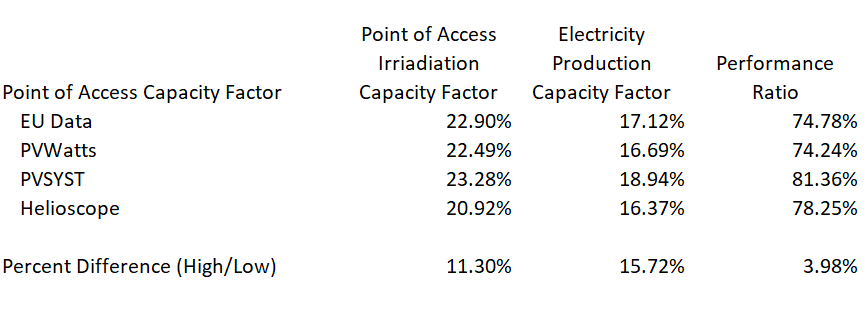 Point of Access Electricity
Irriadiation Production Performance
Point of Access Capacity Factor Capacity Factor Capacity Factor Ratio
EU Data 22.90% 17.12% 74.78%
PVWatts 22.49% 16.69% 74.24%
PVSYST 23.28% 18.94% 81.36%
Helioscope 20.92% 16.37% 78.25%
Percent Difference (High/Low) 11.30% 15.72% 3.98%